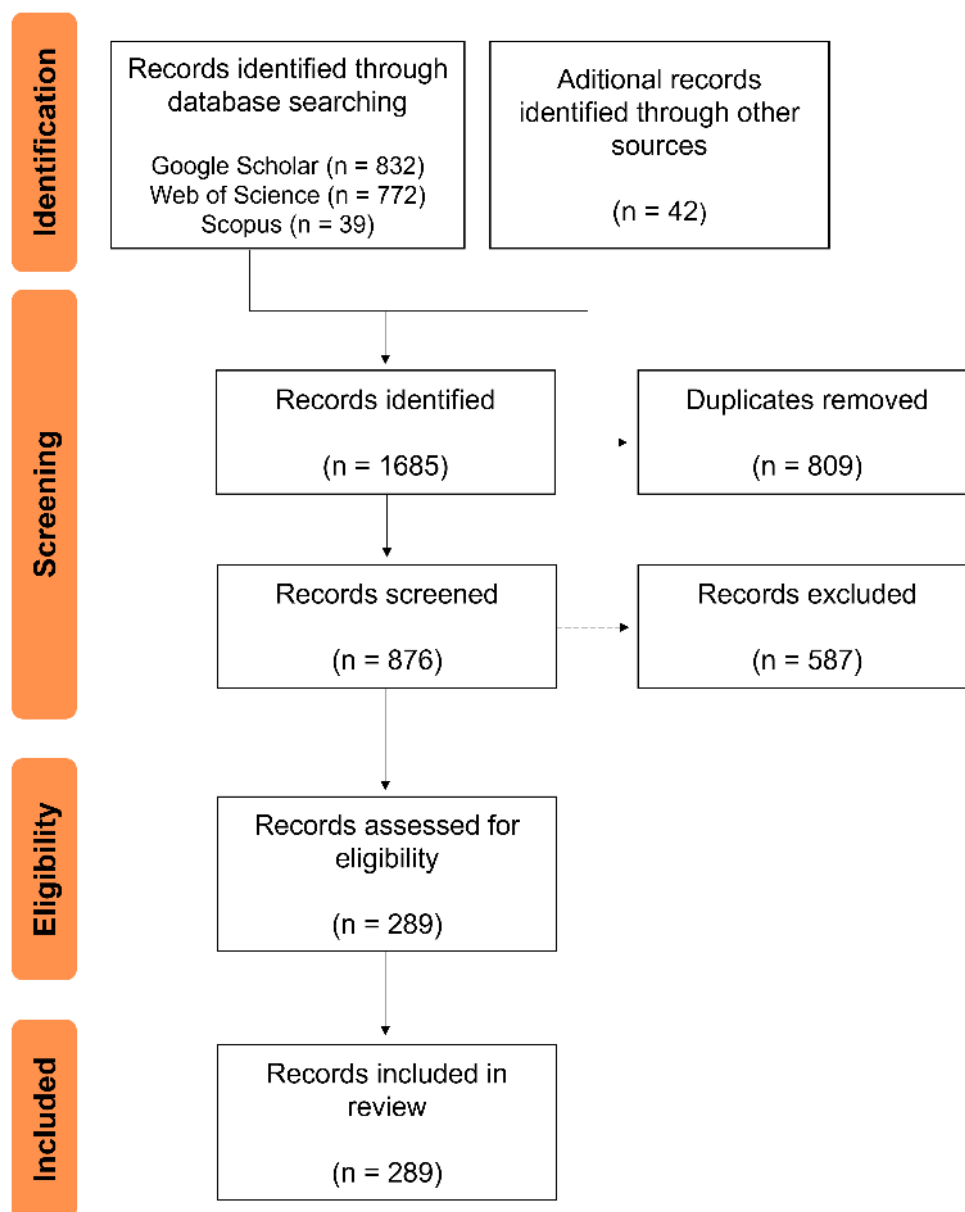 Identification
Records identified through
database searching
Google Scholar (n = 832)
Web of Science (n = 772)
Scopus (n = 39)
Aditional records
identified through other
sources
(n = 42)
Screening
Records identified
(n = 1685)
Duplicates removed
(n = 809)
Records screened
(n = 876)
Records excluded
(n = 587)
Eligibility
Records assessed for
eligibility
(n = 289)
Included
Records included in
review
(n = 289)